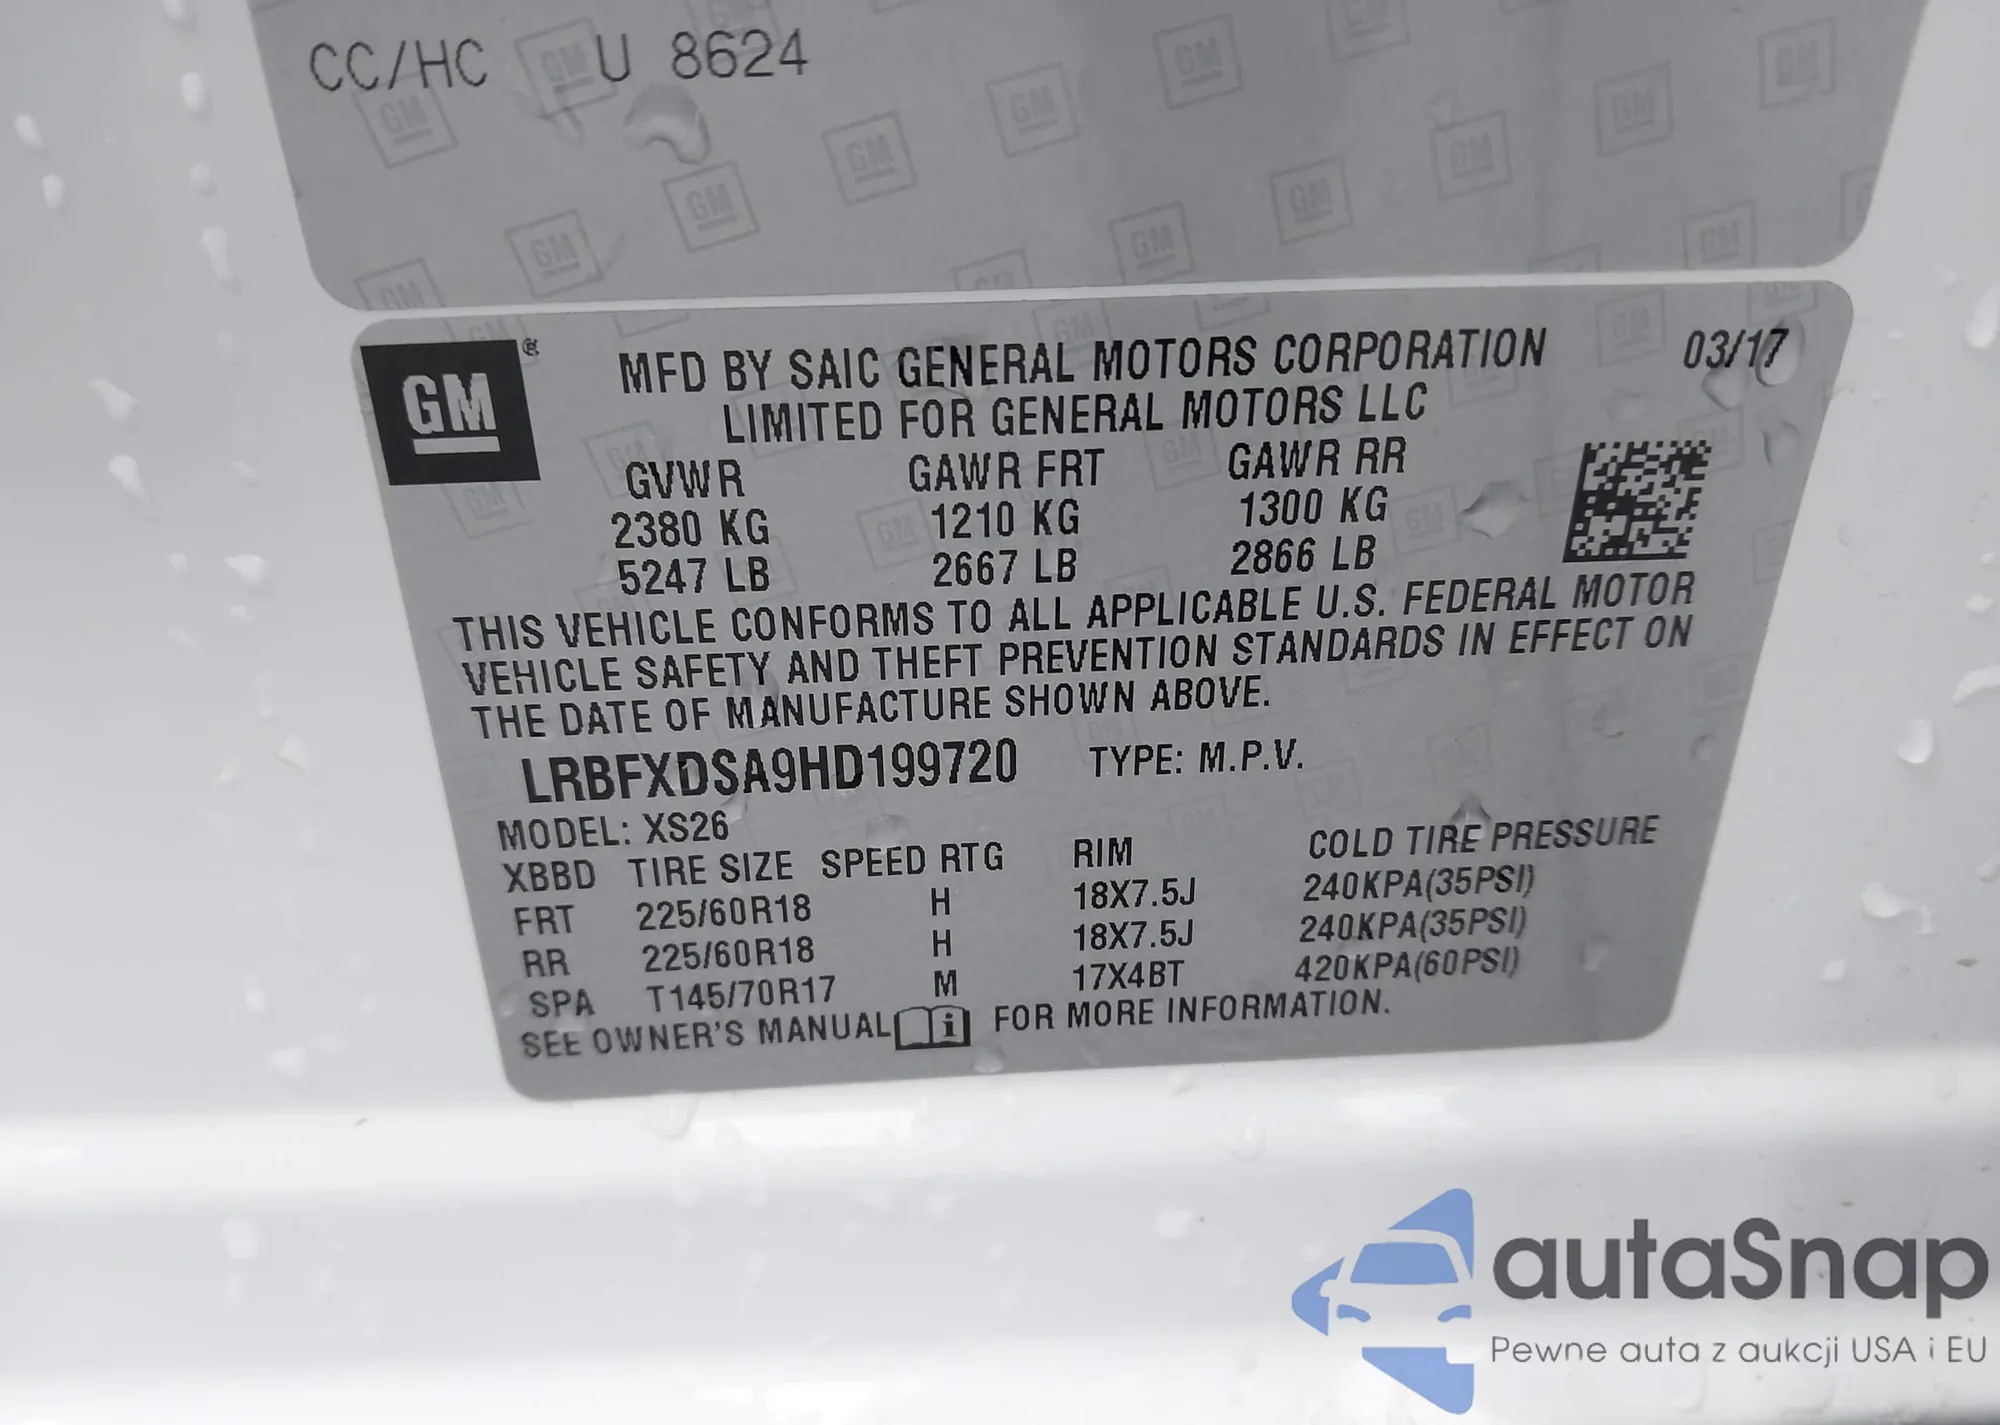 CC/HC U 8624
GM ®
MFD BY SAIC GENERAL MOTORS CORPORATION 03/17
LIMITED FOR GENERAL MOTORS LLC
GVWR GAWR FRT GAWR RR
2380 KG 1210 KG 1300 KG
5247 LB 2667 LB 2866 LB
THIS VEHICLE CONFORMS TO ALL APPLICABLE U.S. FEDERAL MOTOR
VEHICLE SAFETY AND THEFT PREVENTION STANDARDS IN EFFECT ON
THE DATE OF MANUFACTURE SHOWN ABOVE.
LRBFXDSA9HD199720 TYPE: M.P.V.
MODEL: XS26
XBBD TIRE SIZE SPEED RTG RIM COLD TIRE PRESSURE
FRT 225/60R18 H 18X7.5J 240KPA(35PSI)
RR 225/60R18 H 18X7.5J 240KPA(35PSI)
SPA T145/70R17 M 17X4BT 420KPA(60PSI)
SEE OWNER'S MANUAL i FOR MORE INFORMATION.
autaSnap
Pewne auta z aukcji USA i EU